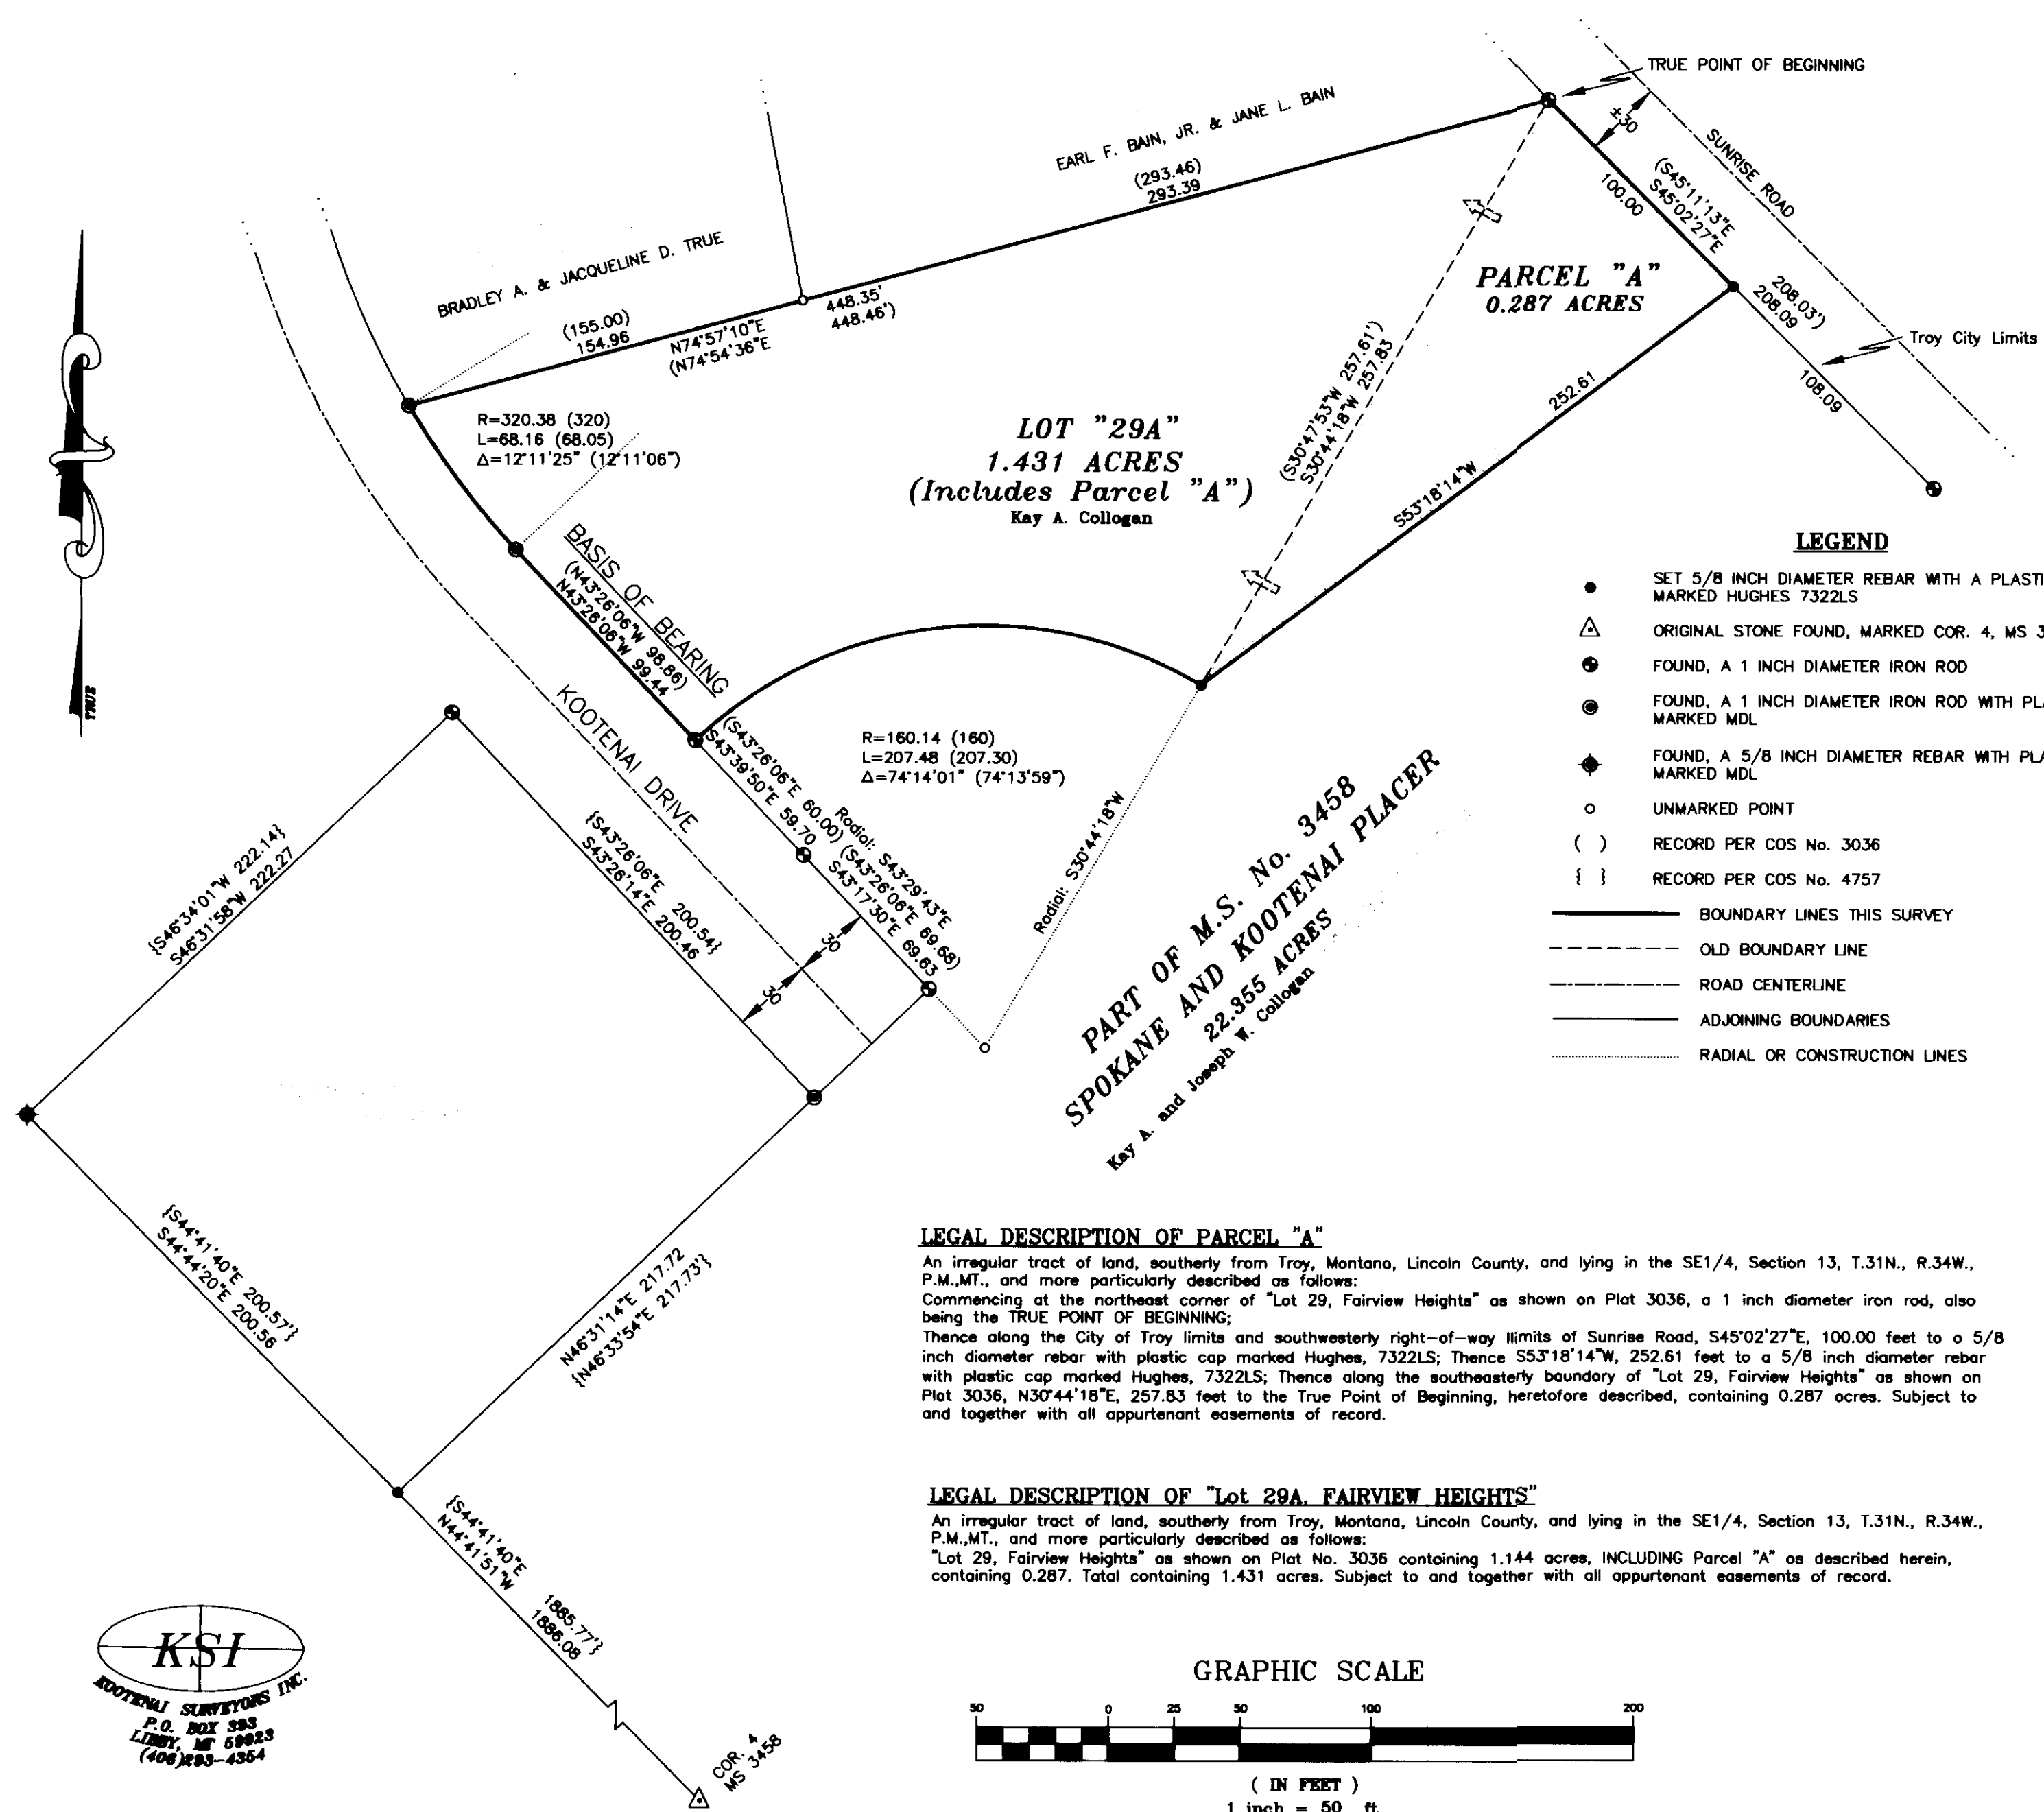 TRUE POINT OF BEGINNING
SUNRISE ROAD
±30
EARL F. BAIN, JR. & JANE L. BAIN
(293.46)
293.39
(S45°11'13"E
S45°02'27"E
100.00
208.03')
208.09
Troy City Limits
108.09
BRADLEY A. & JACQUELINE D. TRUE
(155.00)
154.96
448.35'
448.46')
N74°57'10"E
(N74°54'36"E
PARCEL "A"
0.287 ACRES
(S30°47'53"W 257.61')
S30°44'18"W 257.83
252.61
S53°18'14"W
R=320.38 (320)
L=68.16 (68.05)
Δ=12°11'25" (12°11'06")
LOT "29A"
1.431 ACRES
(Includes Parcel "A")
Kay A. Collogan
TRUE
BASIS OF BEARING
(N43°26'06"W 98.86)
N43°26'06"W 99.44
KOOTENAI DRIVE
R=160.14 (160)
L=207.48 (207.30)
Δ=74°14'01" (74°13'59")
(S43°26'06"E 60.00)
S43°39'50"E 59.70
Radial: S43°29'43"E
(S43°26'06"E 69.68)
S43°17'30"E 69.63
Radial: S30°44'18"W
30
30
{S43°26'06"E 200.54}
S43°26'14"E 200.46
{S46°34'01"W 222.14}
S46°31'58"W 222.27
PART OF M.S. No. 3458
SPOKANE AND KOOTENAI PLACER
22.355 ACRES
Kay A. and Joseph W. Collogan
LEGEND
SET 5/8 INCH DIAMETER REBAR WITH A PLASTI
MARKED HUGHES 7322LS
ORIGINAL STONE FOUND, MARKED COR. 4, MS 3
FOUND, A 1 INCH DIAMETER IRON ROD
FOUND, A 1 INCH DIAMETER IRON ROD WITH PLA
MARKED MDL
FOUND, A 5/8 INCH DIAMETER REBAR WITH PLA
MARKED MDL
UNMARKED POINT
( ) RECORD PER COS No. 3036
{ } RECORD PER COS No. 4757
BOUNDARY LINES THIS SURVEY
OLD BOUNDARY LINE
ROAD CENTERLINE
ADJOINING BOUNDARIES
RADIAL OR CONSTRUCTION LINES
{S44°41'40"E 200.57'}
S44°44'20"E 200.56
N46°31'14"E 217.72
{N46°33'54"E 217.73'}
{S44°41'40"E 1885.77'}
N44°41'51"W 1886.08
COR. 4
MS 3458
LEGAL DESCRIPTION OF PARCEL "A"
An irregular tract of land, southerly from Troy, Montana, Lincoln County, and lying in the SE1/4, Section 13, T.31N., R.34W.,
P.M.,MT., and more particularly described as follows:
Commencing at the northeast corner of "Lot 29, Fairview Heights" as shown on Plat 3036, a 1 inch diameter iron rod, also
being the TRUE POINT OF BEGINNING;
Thence along the City of Troy limits and southwesterly right-of-way llimits of Sunrise Road, S45°02'27"E, 100.00 feet to o 5/8
inch diameter rebar with plastic cap marked Hughes, 7322LS; Thence S53°18'14"W, 252.61 feet to a 5/8 inch diameter rebar
with plastic cap marked Hughes, 7322LS; Thence along the southeasterly boundory of "Lot 29, Fairview Heights" as shown on
Plat 3036, N30°44'18"E, 257.83 feet to the True Point of Beginning, heretofore described, containing 0.287 ocres. Subject to
and together with all appurtenant easements of record.
LEGAL DESCRIPTION OF "Lot 29A, FAIRVIEW HEIGHTS"
An irregular tract of land, southerly from Troy, Montana, Lincoln County, and lying in the SE1/4, Section 13, T.31N., R.34W.,
P.M.,MT., and more particularly described as follows:
"Lot 29, Fairview Heights" as shown on Plat No. 3036 contoining 1.144 acres, INCLUDING Parcel "A" os described herein,
containing 0.287. Total containing 1.431 acres. Subject to and together with all appurtenant easements of record.
KSI
KOOTENAI SURVEYORS INC.
P.O. BOX 393
LIBBY, MT 59923
(406)293-4354
GRAPHIC SCALE
50 0 25 50 100 200
( IN FEET )
1 inch = 50 ft.